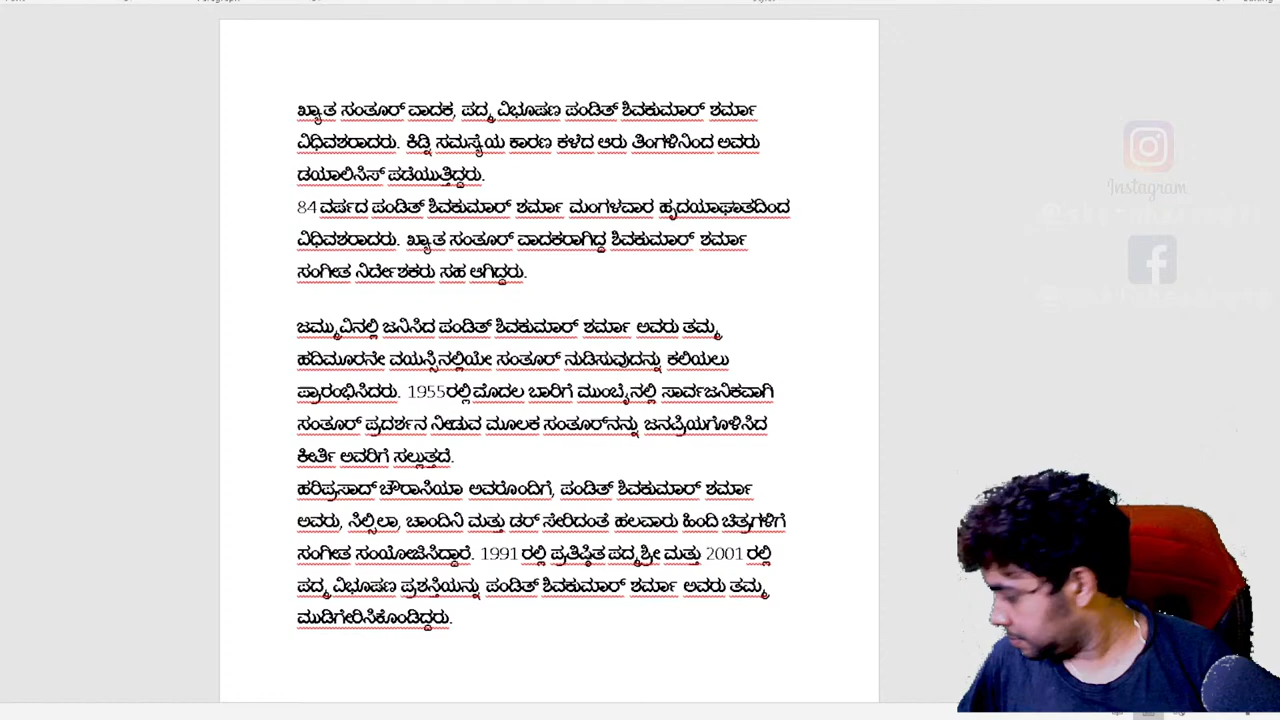 ಖ್ಯಾತ ಸಂತೂರ್ ವಾದಕ, ಪದ್ಮ ವಿಭೂಷಣ ಪಂಡಿತ್ ಶಿವಕುಮಾರ್ ಶರ್ಮಾ
ವಿಧಿವಶರಾದರು. ಕಿಡ್ನಿ ಸಮಸ್ಯೆಯ ಕಾರಣ ಕಳೆದ ಆರು ತಿಂಗಳಿನಿಂದ ಅವರು
ಡಯಾಲಿಸಿಸ್ ಪಡೆಯುತ್ತಿದ್ದರು.
84 ವರ್ಷದ ಪಂಡಿತ್ ಶಿವಕುಮಾರ್ ಶರ್ಮಾ ಮಂಗಳವಾರ ಹೃದಯಾಘಾತದಿಂದ
ವಿಧಿವಶರಾದರು. ಖ್ಯಾತ ಸಂತೂರ್ ವಾದಕರಾಗಿದ್ದ ಶಿವಕುಮಾರ್ ಶರ್ಮಾ
ಸಂಗೀತ ನಿರ್ದೇಶಕರು ಸಹ ಆಗಿದ್ದರು.
ಜಮ್ಮುವಿನಲ್ಲಿ ಜನಿಸಿದ ಪಂಡಿತ್ ಶಿವಕುಮಾರ್ ಶರ್ಮಾ ಅವರು ತಮ್ಮ
ಹದಿಮೂರನೇ ವಯಸ್ಸಿನಲ್ಲಿಯೇ ಸಂತೂರ್ ನುಡಿಸುವುದನ್ನು ಕಲಿಯಲು
ಪ್ರಾರಂಭಿಸಿದರು. 1955ರಲ್ಲಿ ಮೊದಲ ಬಾರಿಗೆ ಮುಂಬೈನಲ್ಲಿ ಸಾರ್ವಜನಿಕವಾಗಿ
ಸಂತೂರ್ ಪ್ರದರ್ಶನ ನೀಡುವ ಮೂಲಕ ಸಂತೂರ್‌ನನ್ನು ಜನಪ್ರಿಯಗೊಳಿಸಿದ
ಕೀರ್ತಿ ಅವರಿಗೆ ಸಲ್ಲುತ್ತದೆ.
ಹರಿಪ್ರಸಾದ್ ಚೌರಾಸಿಯಾ ಅವರೊಂದಿಗೆ, ಪಂಡಿತ್ ಶಿವಕುಮಾರ್ ಶರ್ಮಾ
ಅವರು, ಸಿಲ್ಸಿಲಾ, ಚಾಂದಿನಿ ಮತ್ತು ಡರ್ ಸೇರಿದಂತೆ ಹಲವಾರು ಹಿಂದಿ ಚಿತ್ರಗಳಿಗೆ
ಸಂಗೀತ ಸಂಯೋಜಿಸಿದ್ದಾರೆ. 1991 ರಲ್ಲಿ ಪ್ರತಿಷ್ಠಿತ ಪದ್ಮಶ್ರೀ ಮತ್ತು 2001 ರಲ್ಲಿ
ಪದ್ಮ ವಿಭೂಷಣ ಪ್ರಶಸ್ತಿಯನ್ನು ಪಂಡಿತ್ ಶಿವಕುಮಾರ್ ಶರ್ಮಾ ಅವರು ತಮ್ಮ
ಮುಡಿಗೇರಿಸಿಕೊಂಡಿದ್ದರು.
Instagram